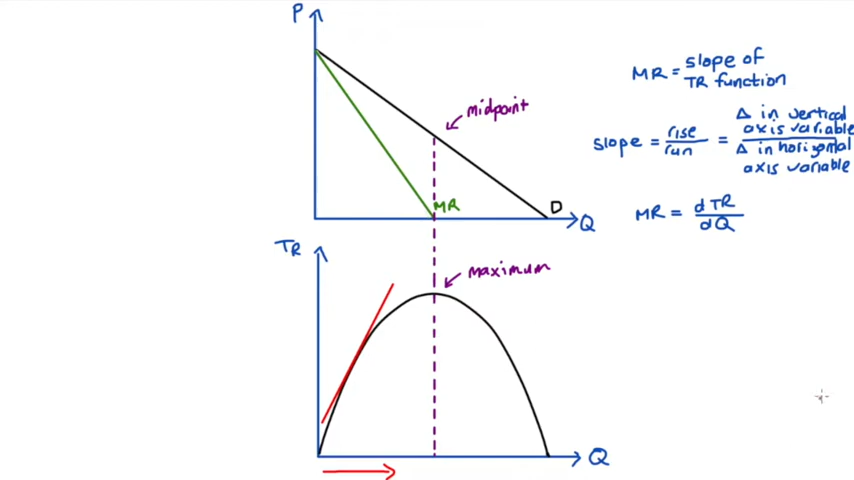 P
midpoint
MR
D
Q
TR
maximum
Q
MR = slope of
TR function
slope = rise/run = Δ in vertical
axis variable
Δ in horizontal
axis variable
MR = dTR/dQ